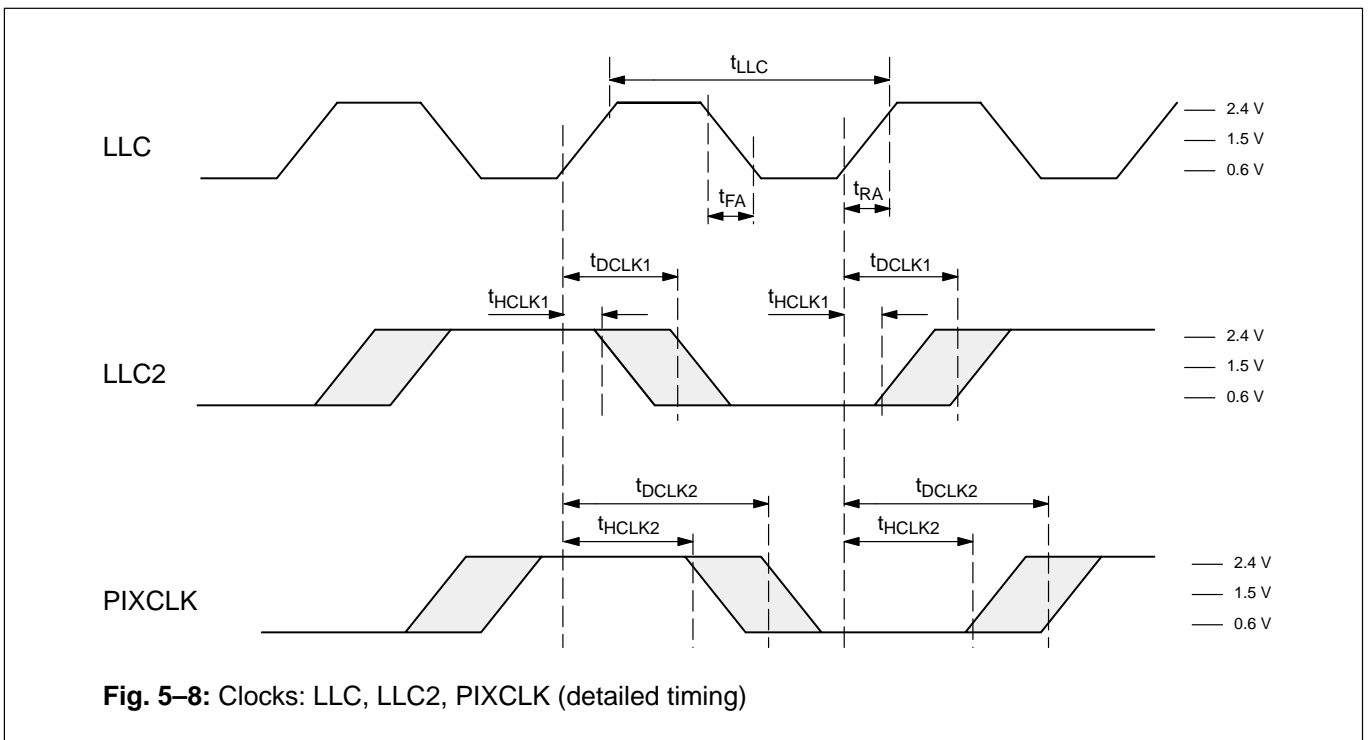 t_LLC
LLC
2.4 V
1.5 V
0.6 V
t_FA
t_RA
t_DCLK1
t_DCLK1
t_HCLK1
t_HCLK1
LLC2
2.4 V
1.5 V
0.6 V
t_DCLK2
t_DCLK2
t_HCLK2
t_HCLK2
PIXCLK
2.4 V
1.5 V
0.6 V
Fig. 5–8: Clocks: LLC, LLC2, PIXCLK (detailed timing)